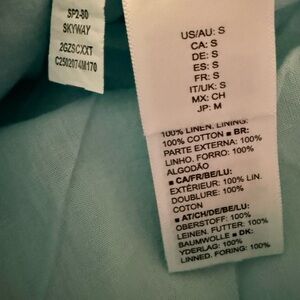 SP2-80
SKYWAY
2GZSCXXT
C2502074M170
US/AU: S
CA: S
DE: S
ES: S
FR: S
IT/UK: S
MX: CH
JP: M
100% LINEN. LINING:
100% COTTON ■ BR:
PARTE EXTERNA: 100%
LINHO. FORRO: 100%
ALGODÃO
■ CA/FR/BE/LU:
EXTÉRIEUR: 100% LIN.
DOUBLURE: 100%
COTON
■ AT/CH/DE/BE/LU:
OBERSTOFF: 100%
LEINEN. FUTTER: 100%
BAUMWOLLE ■ DK:
YDERLAG: 100%
LINNED. FORING: 100%